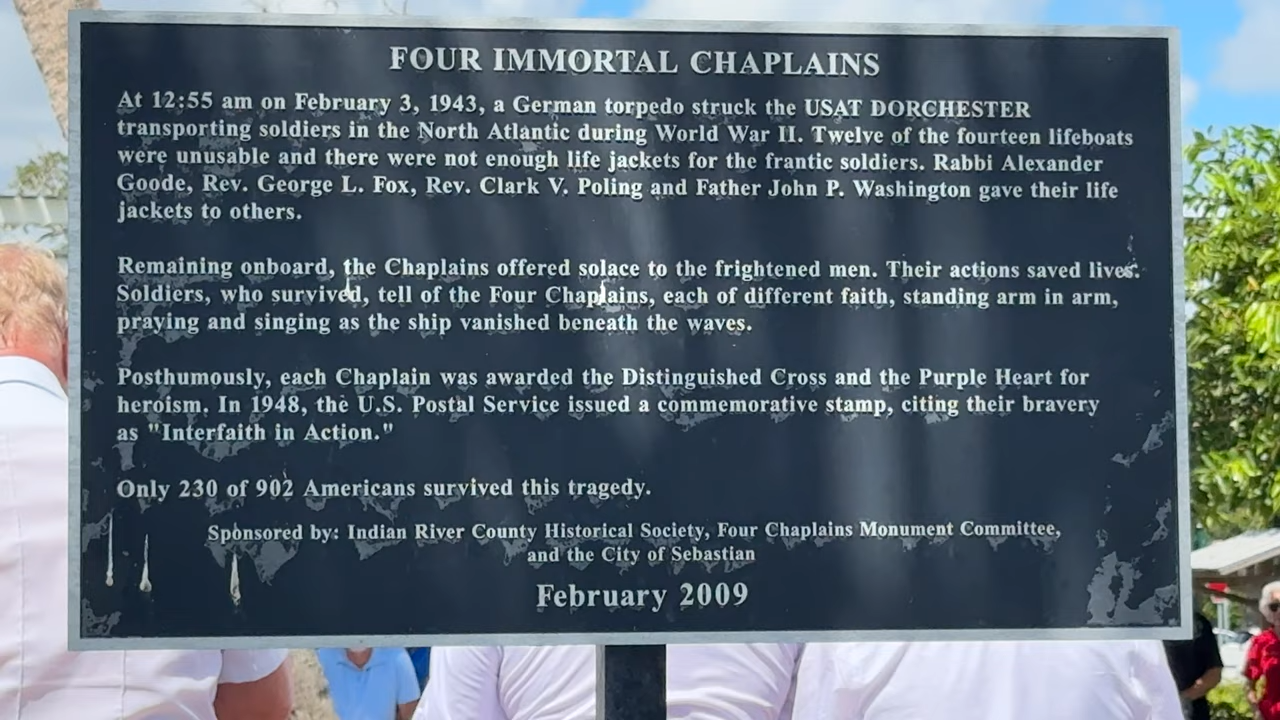 FOUR IMMORTAL CHAPLAINS
At 12:55 am on February 3, 1943, a German torpedo struck the USAT DORCHESTER
transporting soldiers in the North Atlantic during World War II. Twelve of the fourteen lifeboats
were unusable and there were not enough life jackets for the frantic soldiers. Rabbi Alexander
Goode, Rev. George L. Fox, Rev. Clark V. Poling and Father John P. Washington gave their life
jackets to others.
Remaining onboard, the Chaplains offered solace to the frightened men. Their actions saved lives.
Soldiers, who survived, tell of the Four Chaplains, each of different faith, standing arm in arm,
praying and singing as the ship vanished beneath the waves.
Posthumously, each Chaplain was awarded the Distinguished Cross and the Purple Heart for
heroism. In 1948, the U.S. Postal Service issued a commemorative stamp, citing their bravery
as "Interfaith in Action."
Only 230 of 902 Americans survived this tragedy.
Sponsored by: Indian River County Historical Society, Four Chaplains Monument Committee,
and the City of Sebastian
February 2009